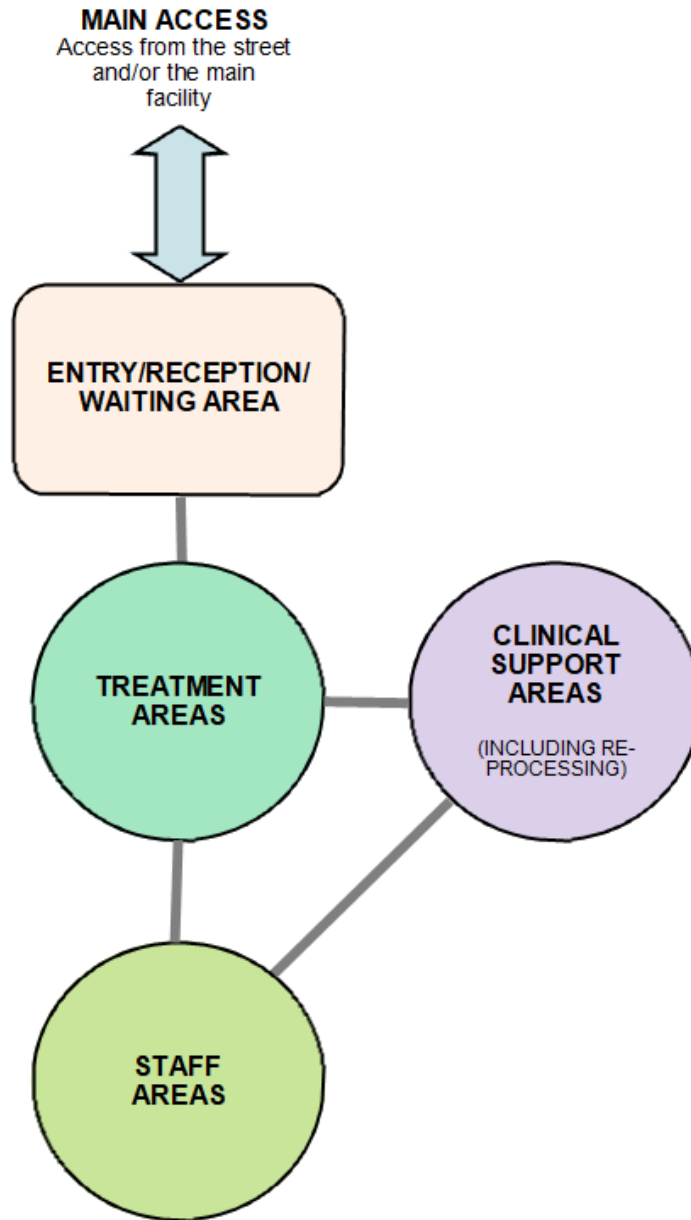 MAIN ACCESS
Access from the street
and/or the main
facility
ENTRY/RECEPTION/
WAITING AREA
TREATMENT
AREAS
CLINICAL
SUPPORT
AREAS
(INCLUDING RE-
PROCESSING)
STAFF
AREAS